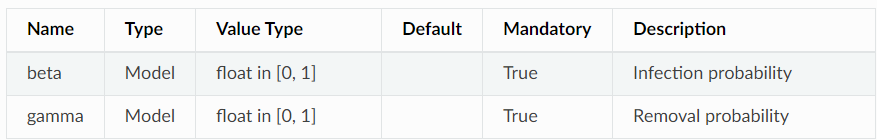 Name Type Value Type Default Mandatory Description
beta Model float in [0, 1] True Infection probability
gamma Model float in [0, 1] True Removal probability